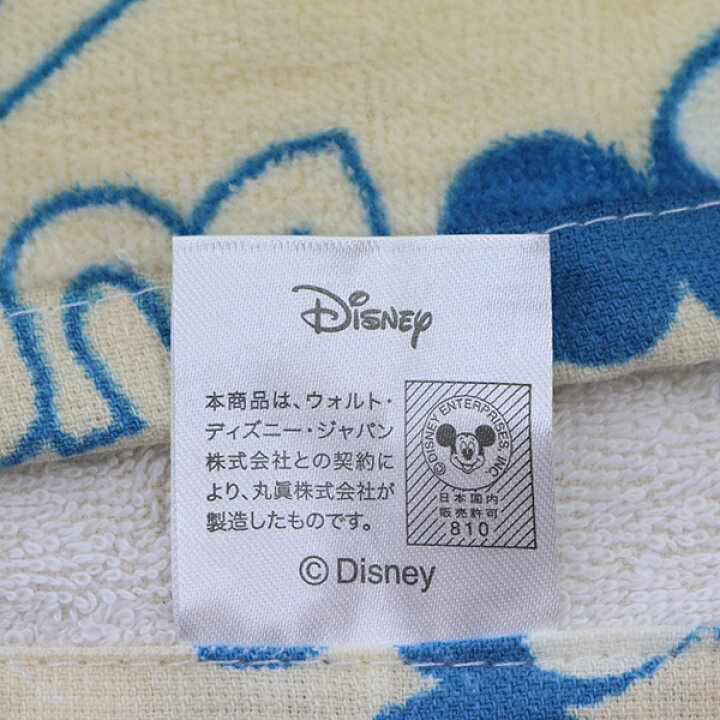 Disney
本商品は、ウォルト・
ディズニー・ジャパン
株式会社との契約に
より、丸眞株式会社が
製造したものです。
©DISNEY ENTERPRISES, INC.
日本国内
販売許可
810
© Disney